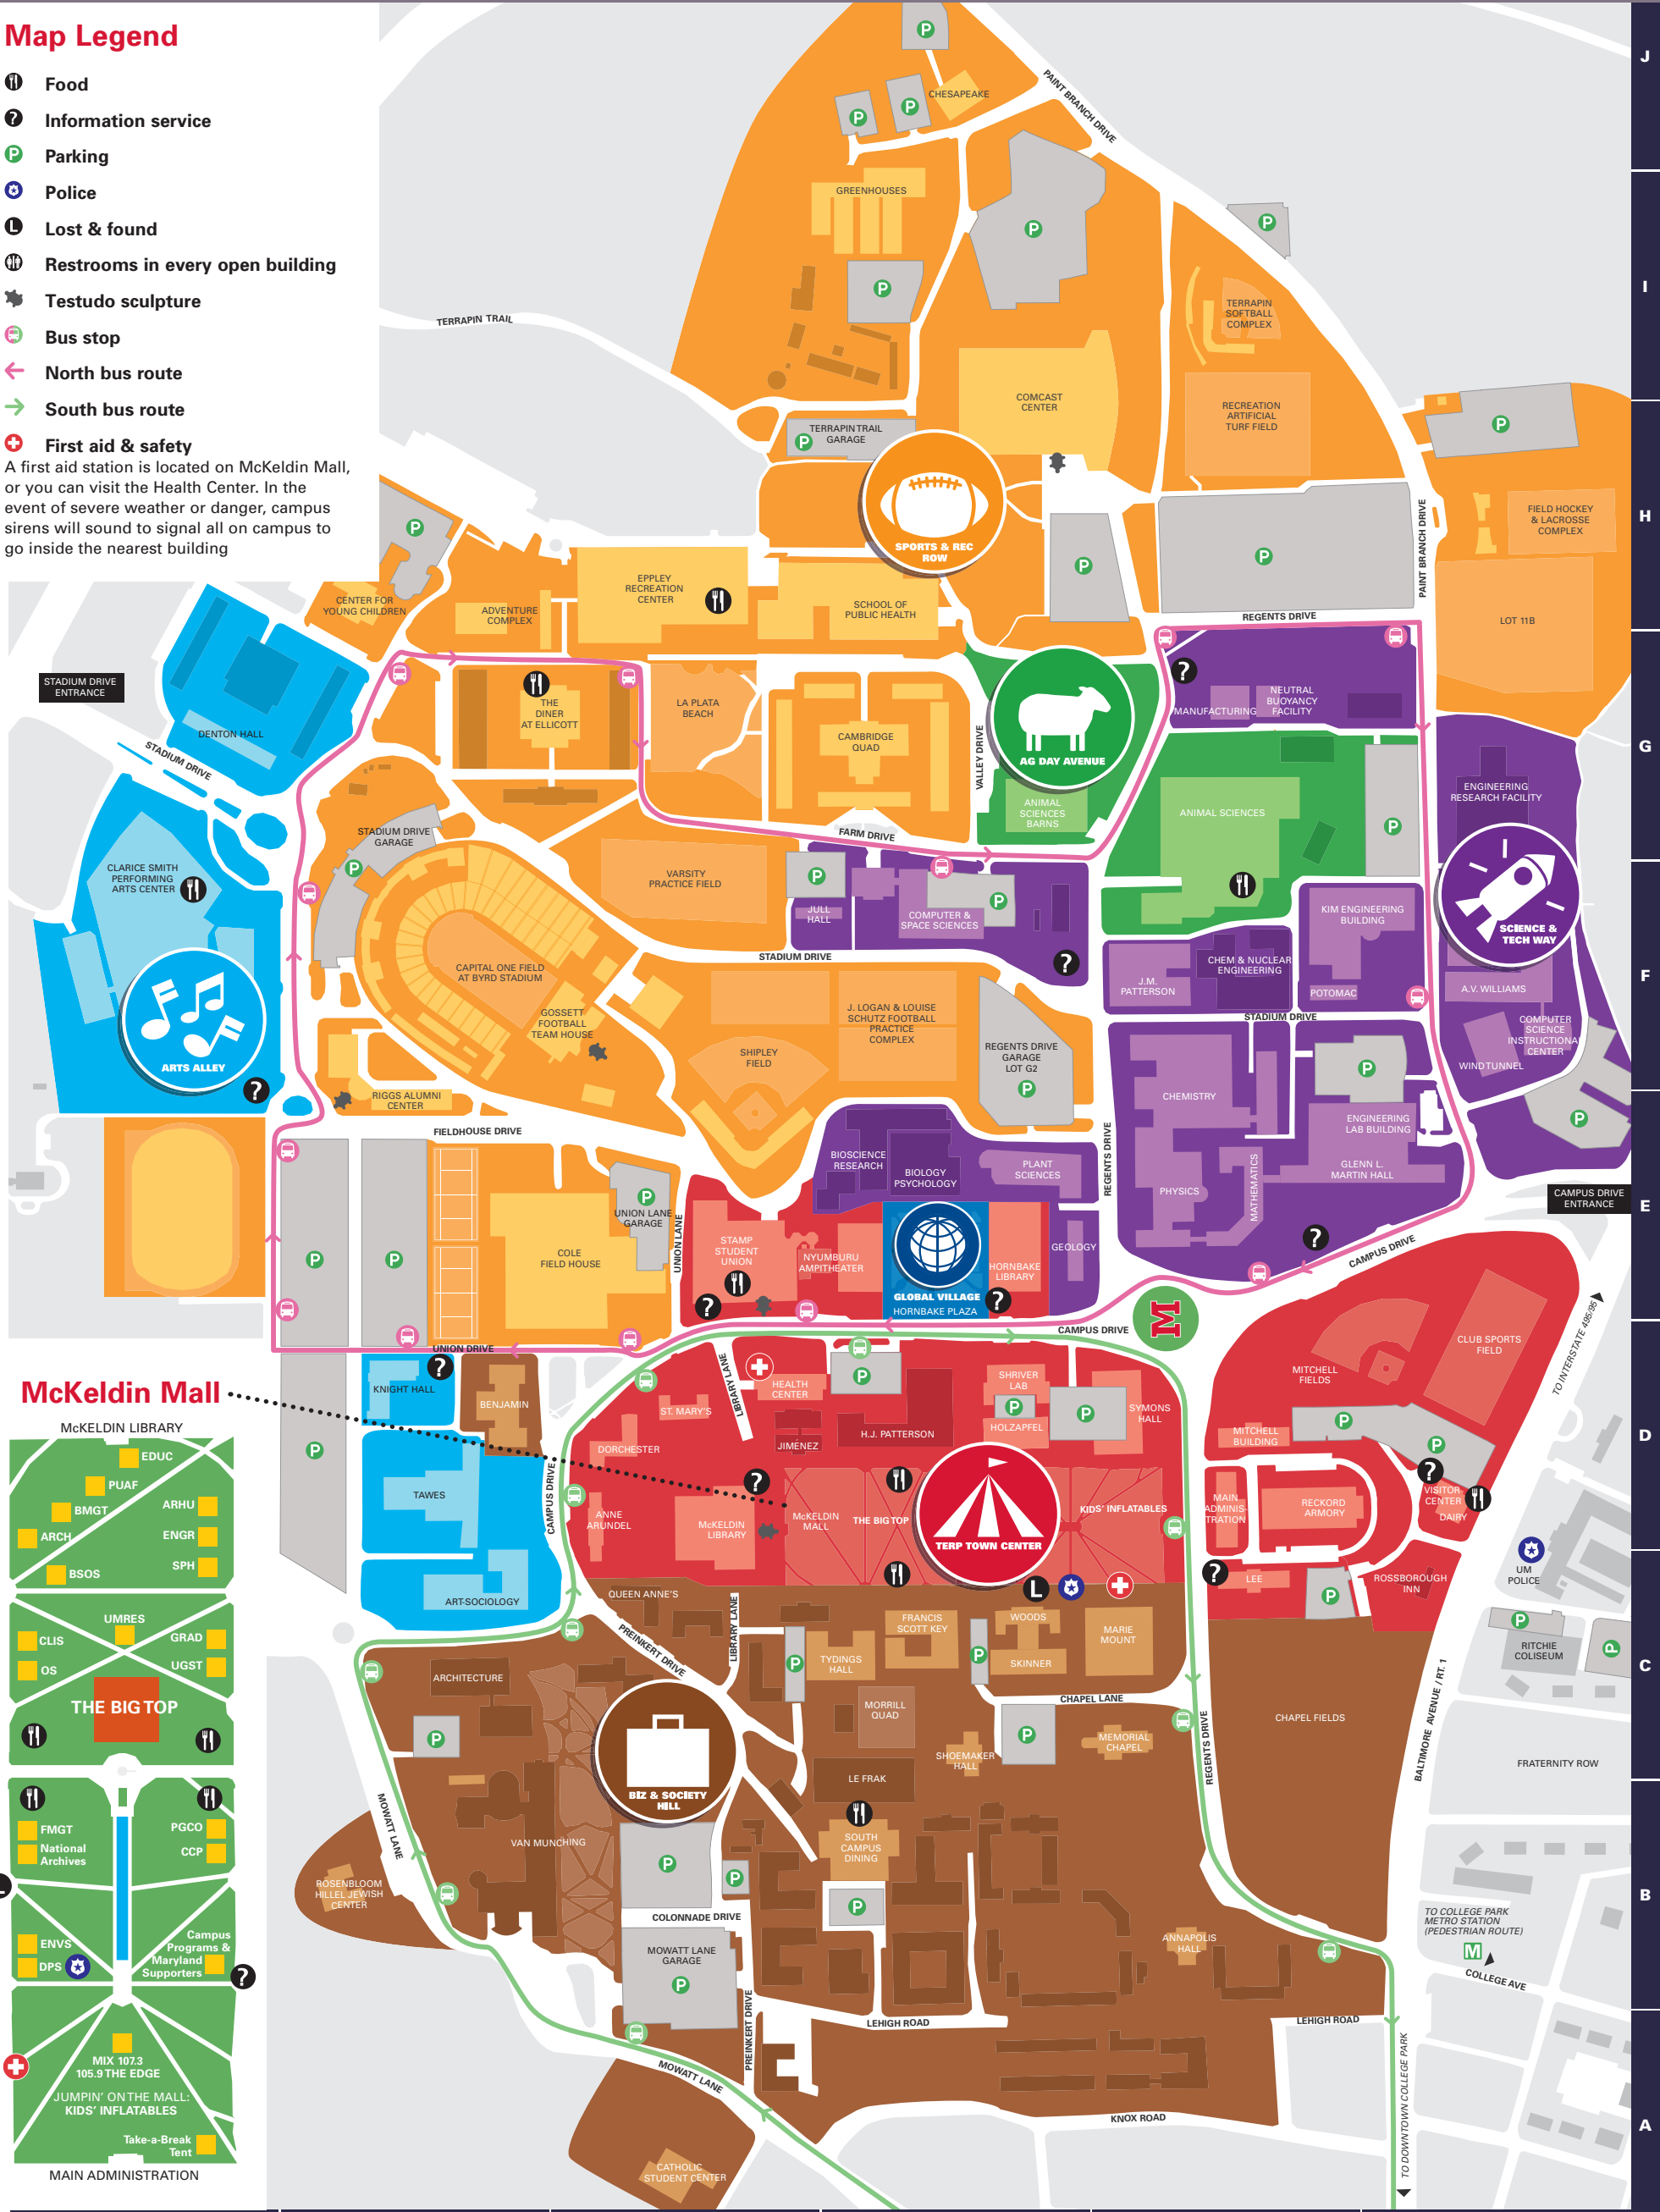 Map Legend
Food
Information service
P
Parking
Police
L
Lost & found
Restrooms in every open building
Testudo sculpture
Bus stop
North bus route
South bus route
First aid & safety
A first aid station is located on McKeldin Mall,
or you can visit the Health Center. In the
event of severe weather or danger, campus
sirens will sound to signal all on campus to
go inside the nearest building
J
I
H
G
F
E
D
C
B
A
PAINT BRANCH DRIVE
CHESAPEAKE
GREENHOUSES
TERRAPIN TRAIL
TERRAPIN
SOFTBALL
COMPLEX
COMCAST
CENTER
RECREATION
ARTIFICIAL
TURF FIELD
TERRAPIN TRAIL
GARAGE
SPORTS & REC
ROW
PAINT BRANCH DRIVE
FIELD HOCKEY
& LACROSSE
COMPLEX
LOT 11B
REGENTS DRIVE
CENTER FOR
YOUNG CHILDREN
ADVENTURE
COMPLEX
EPPLEY
RECREATION
CENTER
SCHOOL OF
PUBLIC HEALTH
STADIUM DRIVE
ENTRANCE
DENTON HALL
STADIUM DRIVE
THE
DINER
AT ELLICOTT
LA PLATA
BEACH
CAMBRIDGE
QUAD
VALLEY DRIVE
AG DAY AVENUE
ANIMAL
SCIENCES
BARNS
MANUFACTURING
NEUTRAL
BUOYANCY
FACILITY
ANIMAL SCIENCES
ENGINEERING
RESEARCH FACILITY
FARM DRIVE
STADIUM DRIVE
GARAGE
CLARICE SMITH
PERFORMING
ARTS CENTER
VARSITY
PRACTICE FIELD
JULL
HALL
COMPUTER &
SPACE SCIENCES
KIM ENGINEERING
BUILDING
SCIENCE &
TECH WAY
STADIUM DRIVE
CAPITAL ONE FIELD
AT BYRD STADIUM
J.M.
PATTERSON
CHEM & NUCLEAR
ENGINEERING
POTOMAC
A.V. WILLIAMS
STADIUM DRIVE
COMPUTER
SCIENCE
INSTRUCTIONAL
CENTER
WIND TUNNEL
GOSSETT
FOOTBALL
TEAM HOUSE
J. LOGAN & LOUISE
SCHUTZ FOOTBALL
PRACTICE
COMPLEX
SHIPLEY
FIELD
REGENTS DRIVE
GARAGE
LOT G2
ARTS ALLEY
RIGGS ALUMNI
CENTER
CHEMISTRY
ENGINEERING
LAB BUILDING
FIELDHOUSE DRIVE
BIOSCIENCE
RESEARCH
BIOLOGY
PSYCHOLOGY
PLANT
SCIENCES
REGENTS DRIVE
PHYSICS
MATHEMATICS
GLENN L.
MARTIN HALL
CAMPUS DRIVE
ENTRANCE
UNION LANE
GARAGE
UNION LANE
COLE
FIELD HOUSE
STAMP
STUDENT
UNION
NYUMBURU
AMPITHEATER
GLOBAL VILLAGE
HORNBAKE PLAZA
HORNBAKE
LIBRARY
GEOLOGY
CAMPUS DRIVE
M
CAMPUS DRIVE
TO INTERSTATE 495/95
UNION DRIVE
KNIGHT HALL
BENJAMIN
ST. MARY'S
LIBRARY LANE
HEALTH
CENTER
JIMÉNEZ
H.J. PATTERSON
SHRIVER
LAB
HOLZAPFEL
SYMONS
HALL
MITCHELL
FIELDS
CLUB SPORTS
FIELD
MITCHELL
BUILDING
DORCHESTER
TAWES
CAMPUS DRIVE
ANNE
ARUNDEL
McKELDIN
LIBRARY
McKELDIN
MALL
THE BIG TOP
TERP TOWN CENTER
KIDS' INFLATABLES
MAIN
ADMINIS-
TRATION
RECKORD
ARMORY
VISITOR
CENTER
DAIRY
LEE
ROSSBOROUGH
INN
UM
POLICE
RITCHIE
COLISEUM
ART-SOCIOLOGY
QUEEN ANNE'S
PREINKERT DRIVE
LIBRARY LANE
FRANCIS
SCOTT KEY
WOODS
SKINNER
MARIE
MOUNT
TYDINGS
HALL
ARCHITECTURE
MORRILL
QUAD
CHAPEL LANE
SHOEMAKER
HALL
MEMORIAL
CHAPEL
REGENTS DRIVE
CHAPEL FIELDS
BALTIMORE AVENUE / RT. 1
FRATERNITY ROW
LE FRAK
BIZ & SOCIETY
HILL
MOWATT LANE
VAN MUNCHING
SOUTH
CAMPUS
DINING
ROSENBLOOM
HILLEL JEWISH
CENTER
COLONNADE DRIVE
MOWATT LANE
GARAGE
ANNAPOLIS
HALL
TO COLLEGE PARK
METRO STATION
(PEDESTRIAN ROUTE)
M
COLLEGE AVE
PREINKERT DRIVE
LEHIGH ROAD
LEHIGH ROAD
MOWATT LANE
KNOX ROAD
TO DOWNTOWN COLLEGE PARK
CATHOLIC
STUDENT CENTER
McKeldin Mall
McKELDIN LIBRARY
EDUC
PUAF
BMGT
ARHU
ARCH
ENGR
BSOS
SPH
UMRES
CLIS
GRAD
OS
UGST
THE BIG TOP
FMGT
PGCO
National
Archives
CCP
ENVS
DPS
Campus
Programs &
Maryland
Supporters
MIX 107.3
105.9 THE EDGE
JUMPIN' ON THE MALL:
KIDS' INFLATABLES
Take-a-Break
Tent
MAIN ADMINISTRATION